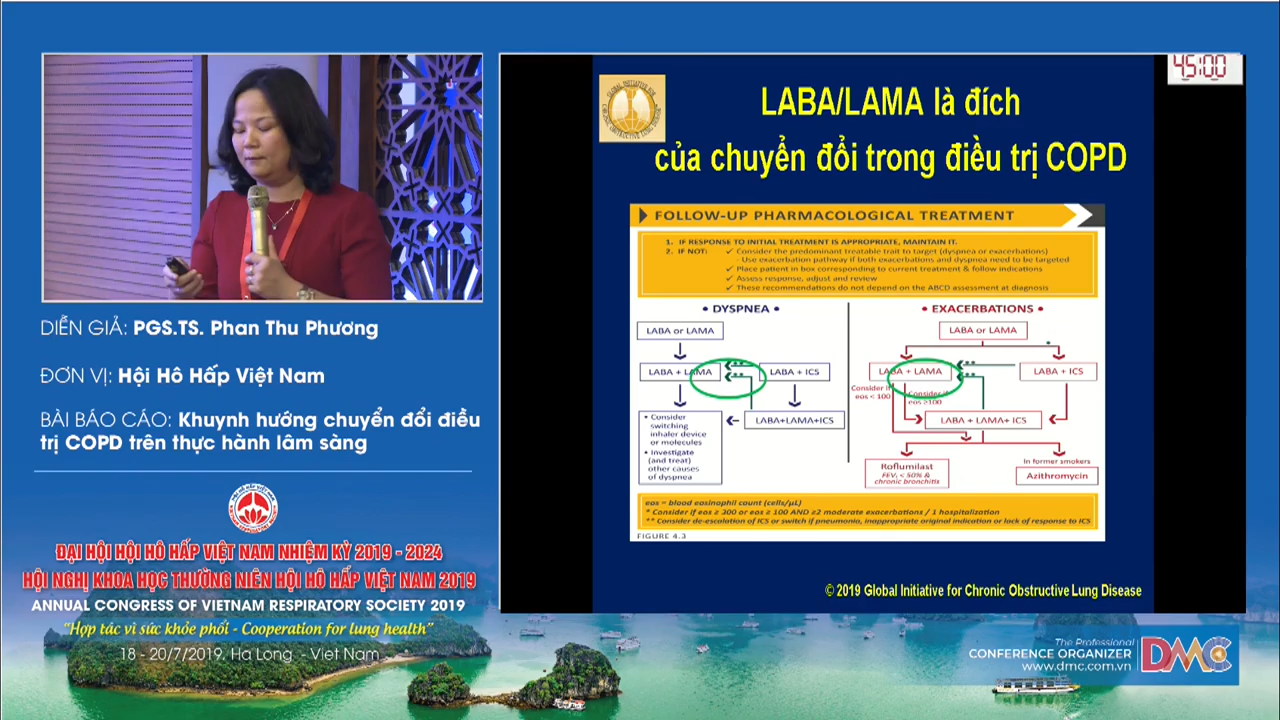 DIỄN GIẢ: PGS.TS. Phan Thu Phương
ĐƠN VỊ: Hội Hô Hấp Việt Nam
BÀI BÁO CÁO: Khuynh hướng chuyển đổi điều
trị COPD trên thực hành lâm sàng
ĐẠI HỘI HỘI HÔ HẤP VIỆT NAM NHIỆM KỲ 2019 - 2024
HỘI NGHỊ KHOA HỌC THƯỜNG NIÊN HỘI HÔ HẤP VIỆT NAM 2019
ANNUAL CONGRESS OF VIETNAM RESPIRATORY SOCIETY 2019
"Hợp tác vì sức khỏe phổi - Cooperation for lung health"
18 - 20/7/2019. Ha Long - Viet Nam
45:00
LABA/LAMA là đích
của chuyển đổi trong điều trị COPD
FOLLOW-UP PHARMACOLOGICAL TREATMENT
1. IF RESPONSE TO INITIAL TREATMENT IS APPROPRIATE, MAINTAIN IT.
2. IF NOT: ✓ Consider the predominant treatable trait to target (dyspnea or exacerbations)
- Use exacerbation pathway if both exacerbations and dyspnea need to be targeted
✓ Place patient in box corresponding to current treatment & follow indications
✓ Assess response, adjust and review
✓ These recommendations do not depend on the ABCD assessment at diagnosis
• DYSPNEA •
LABA or LAMA
LABA + LAMA
**
**
LABA + ICS
• Consider
switching
inhaler device
or molecules
• Investigate
(and treat)
other causes
of dyspnea
LABA+LAMA+ICS
• EXACERBATIONS •
LABA or LAMA
*
LABA + LAMA
**
**
LABA + ICS
Consider if
eos < 100
Consider if
eos ≥100
LABA + LAMA+ ICS
Roflumilast
FEV₁ < 50% &
chronic bronchitis
In former smokers
Azithromycin
eos = blood eosinophil count (cells/µL)
* Consider if eos ≥ 300 or eos ≥ 100 AND ≥2 moderate exacerbations / 1 hospitalization
** Consider de-escalation of ICS or switch if pneumonia, inappropriate original indication or lack of response to ICS
FIGURE 4.3
© 2019 Global Initiative for Chronic Obstructive Lung Disease
The Professional
CONFERENCE ORGANIZER
www.dmc.com.vn
DMC